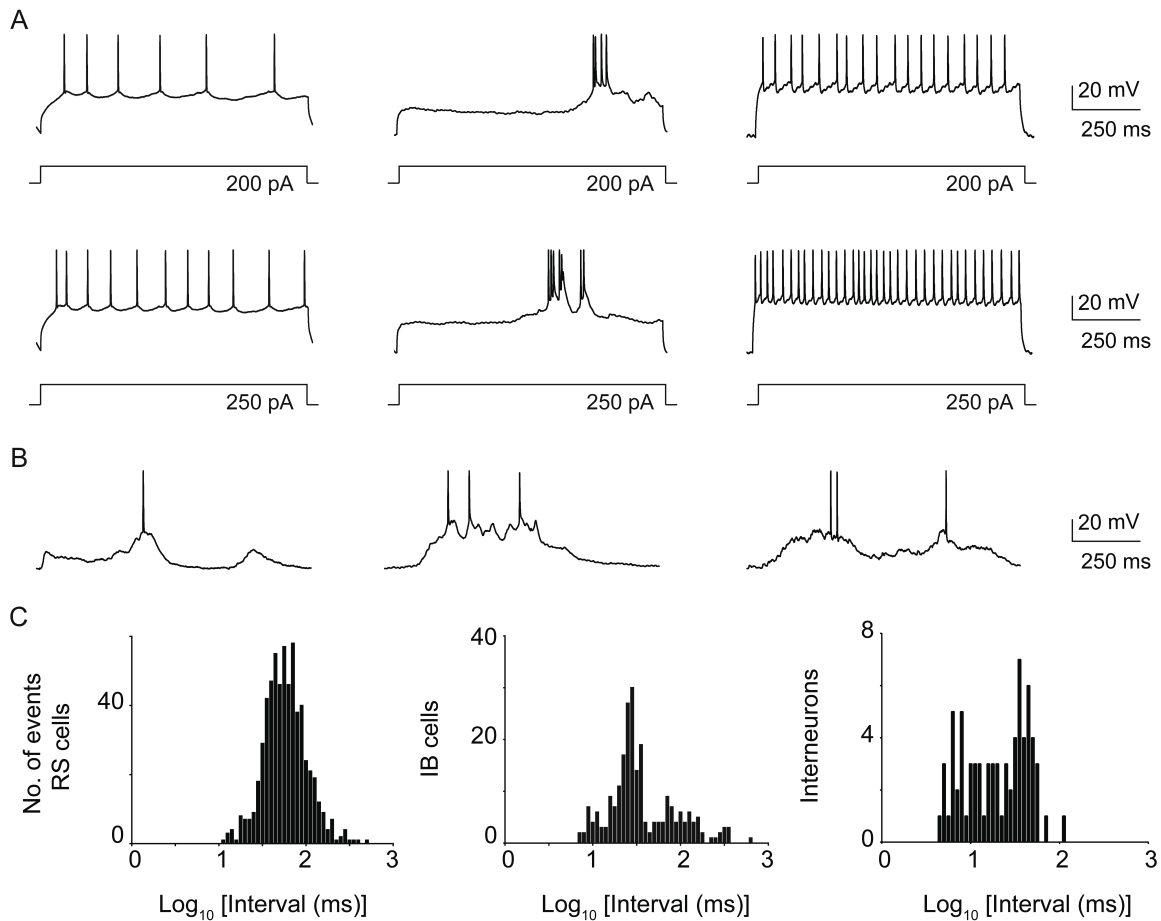 A
20 mV
250 ms
200 pA
200 pA
200 pA
20 mV
250 ms
250 pA
250 pA
250 pA
B
20 mV
250 ms
C
No. of events
RS cells
40
0
0
1
2
3
Log10 [Interval (ms)]
IB cells
40
20
0
0
1
2
3
Log10 [Interval (ms)]
Interneurons
8
4
0
0
1
2
3
Log10 [Interval (ms)]